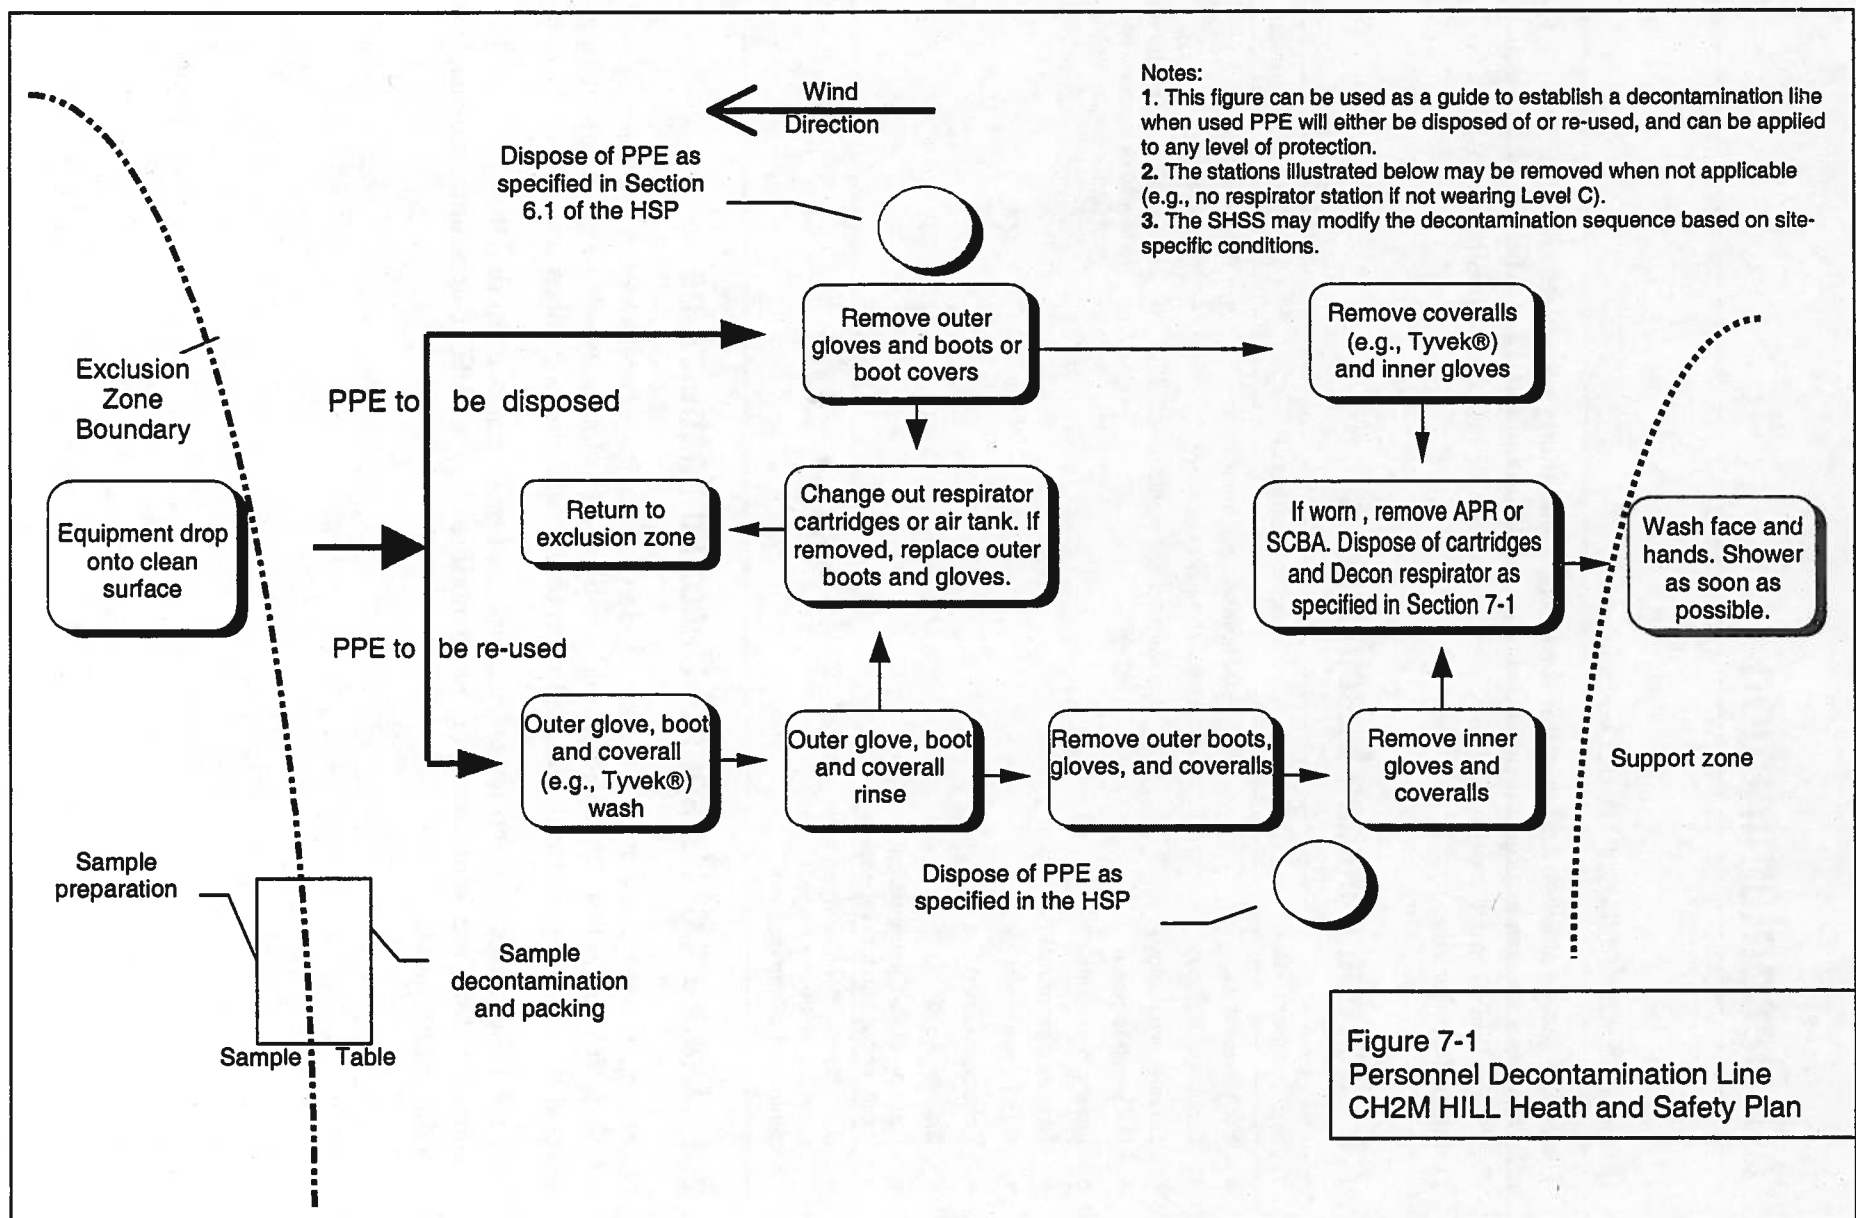 Wind
Direction
Notes:
1. This figure can be used as a guide to establish a decontamination line
when used PPE will either be disposed of or re-used, and can be applied
to any level of protection.
2. The stations illustrated below may be removed when not applicable
(e.g., no respirator station if not wearing Level C).
3. The SHSS may modify the decontamination sequence based on site-
specific conditions.
Dispose of PPE as
specified in Section
6.1 of the HSP
Exclusion
Zone
Boundary
PPE to be disposed
Remove outer
gloves and boots or
boot covers
Remove coveralls
(e.g., Tyvek®)
and inner gloves
Equipment drop
onto clean
surface
Return to
exclusion zone
Change out respirator
cartridges or air tank. If
removed, replace outer
boots and gloves.
If worn , remove APR or
SCBA. Dispose of cartridges
and Decon respirator as
specified in Section 7-1
Wash face and
hands. Shower
as soon as
possible.
PPE to be re-used
Outer glove, boot
and coverall
(e.g., Tyvek®)
wash
Outer glove, boot
and coverall
rinse
Remove outer boots,
gloves, and coveralls
Remove inner
gloves and
coveralls
Support zone
Sample
preparation
Dispose of PPE as
specified in the HSP
Sample
decontamination
and packing
Sample Table
Figure 7-1
Personnel Decontamination Line
CH2M HILL Heath and Safety Plan